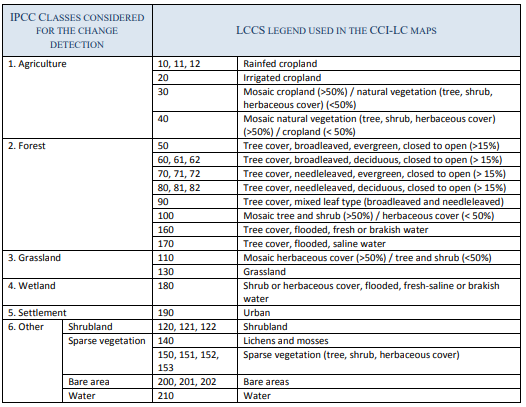 IPCC CLASSES CONSIDERED FOR THE CHANGE DETECTION | LCCS LEGEND USED IN THE CCI-LC MAPS
1. Agriculture | 10, 11, 12 | Rainfed cropland
20 | Irrigated cropland
30 | Mosaic cropland (>50%) / natural vegetation (tree, shrub,
herbaceous cover) (<50%)
40 | Mosaic natural vegetation (tree, shrub, herbaceous cover)
(>50%) / cropland (< 50%)
2. Forest | 50 | Tree cover, broadleaved, evergreen, closed to open (>15%)
60, 61, 62 | Tree cover, broadleaved, deciduous, closed to open (> 15%)
70, 71, 72 | Tree cover, needleleaved, evergreen, closed to open (> 15%)
80, 81, 82 | Tree cover, needleleaved, deciduous, closed to open (> 15%)
90 | Tree cover, mixed leaf type (broadleaved and needleleaved)
100 | Mosaic tree and shrub (>50%) / herbaceous cover (< 50%)
160 | Tree cover, flooded, fresh or brakish water
170 | Tree cover, flooded, saline water
3. Grassland | 110 | Mosaic herbaceous cover (>50%) / tree and shrub (<50%)
130 | Grassland
4. Wetland | 180 | Shrub or herbaceous cover, flooded, fresh-saline or brakish
water
5. Settlement | 190 | Urban
6. Other | Shrubland | 120, 121, 122 | Shrubland
Sparse vegetation | 140 | Lichens and mosses
150, 151, 152, | Sparse vegetation (tree, shrub, herbaceous cover)
153
Bare area | 200, 201, 202 | Bare areas
Water | 210 | Water